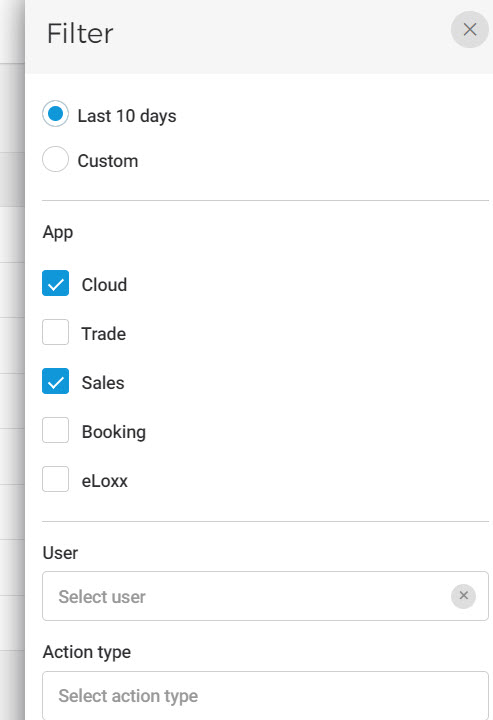 Filter
Last 10 days
Custom
App
Cloud
Trade
Sales
Booking
eLoxx
User
Select user
Action type
Select action type